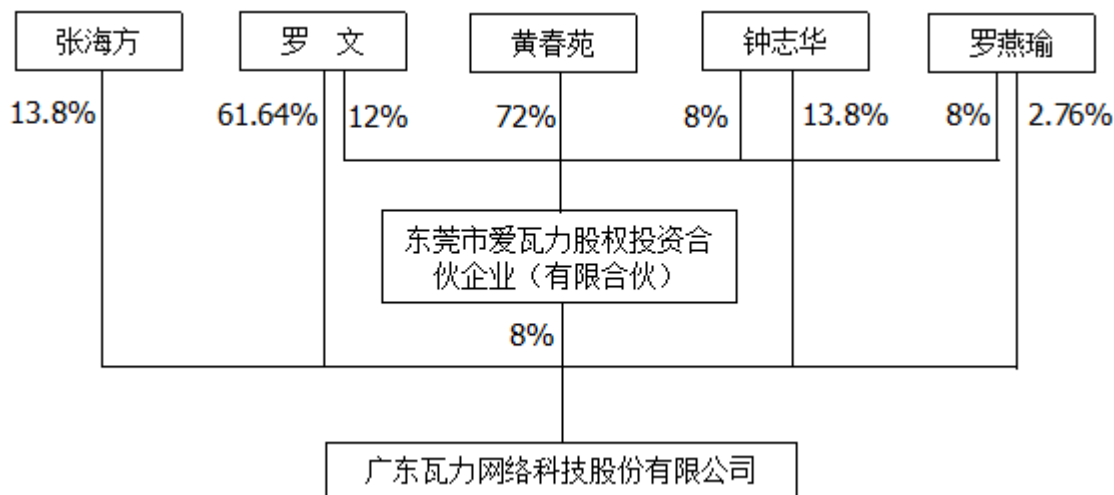 张海方
罗 文
黄春苑
钟志华
罗燕瑜
13.8%
61.64%
12%
72%
8%
13.8%
8%
2.76%
东莞市爱瓦力股权投资合
伙企业（有限合伙）
8%
广东瓦力网络科技股份有限公司